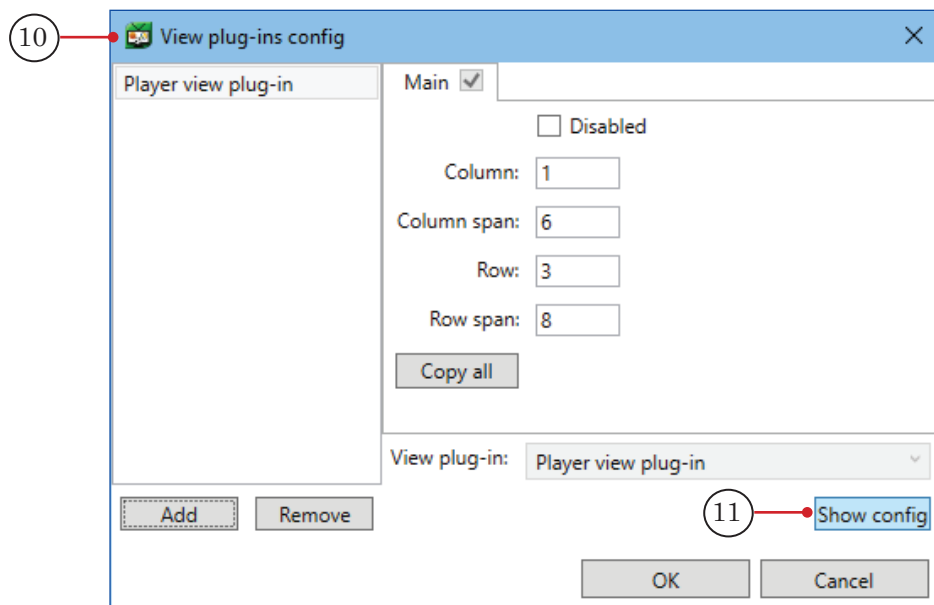 10 View plug-ins config
Player view plug-in
Main
Disabled
Column: 1
Column span: 6
Row: 3
Row span: 8
Copy all
View plug-in: Player view plug-in
Add Remove
11 Show config
OK Cancel